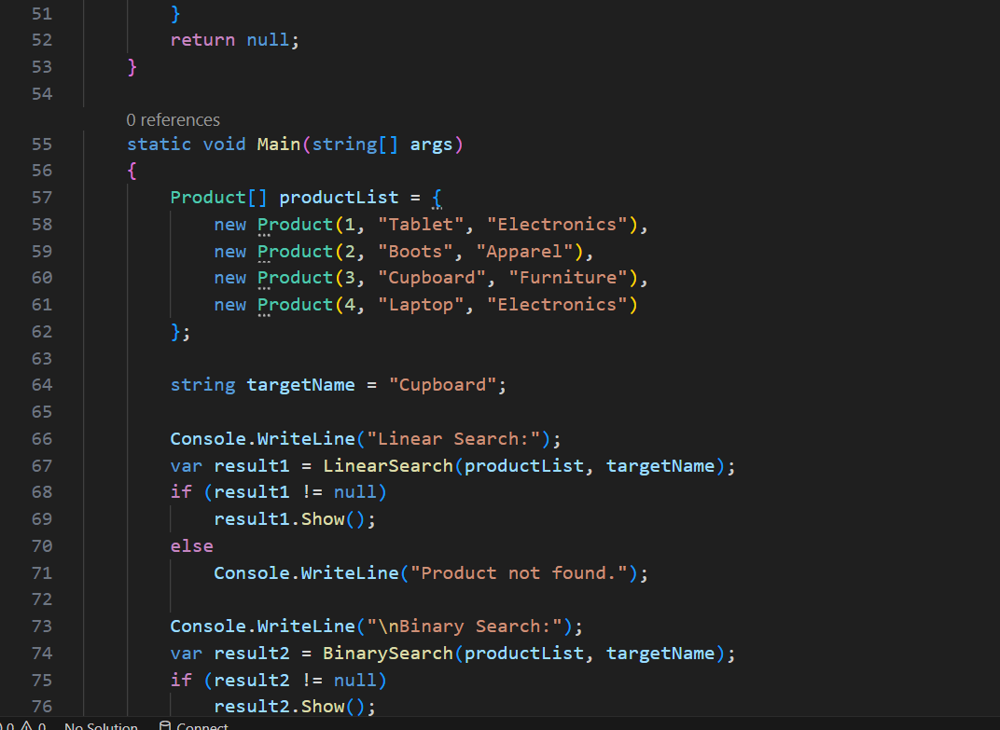 51 }
52 return null;
53 }
54
0 references
55 static void Main(string[] args)
56 {
57 Product[] productList = {
58 new Product(1, "Tablet", "Electronics"),
59 new Product(2, "Boots", "Apparel"),
60 new Product(3, "Cupboard", "Furniture"),
61 new Product(4, "Laptop", "Electronics")
62 };
63
64 string targetName = "Cupboard";
65
66 Console.WriteLine("Linear Search:");
67 var result1 = LinearSearch(productList, targetName);
68 if (result1 != null)
69 result1.Show();
70 else
71 Console.WriteLine("Product not found.");
72
73 Console.WriteLine("\nBinary Search:");
74 var result2 = BinarySearch(productList, targetName);
75 if (result2 != null)
76 result2.Show();
0 0 No Solution Connect